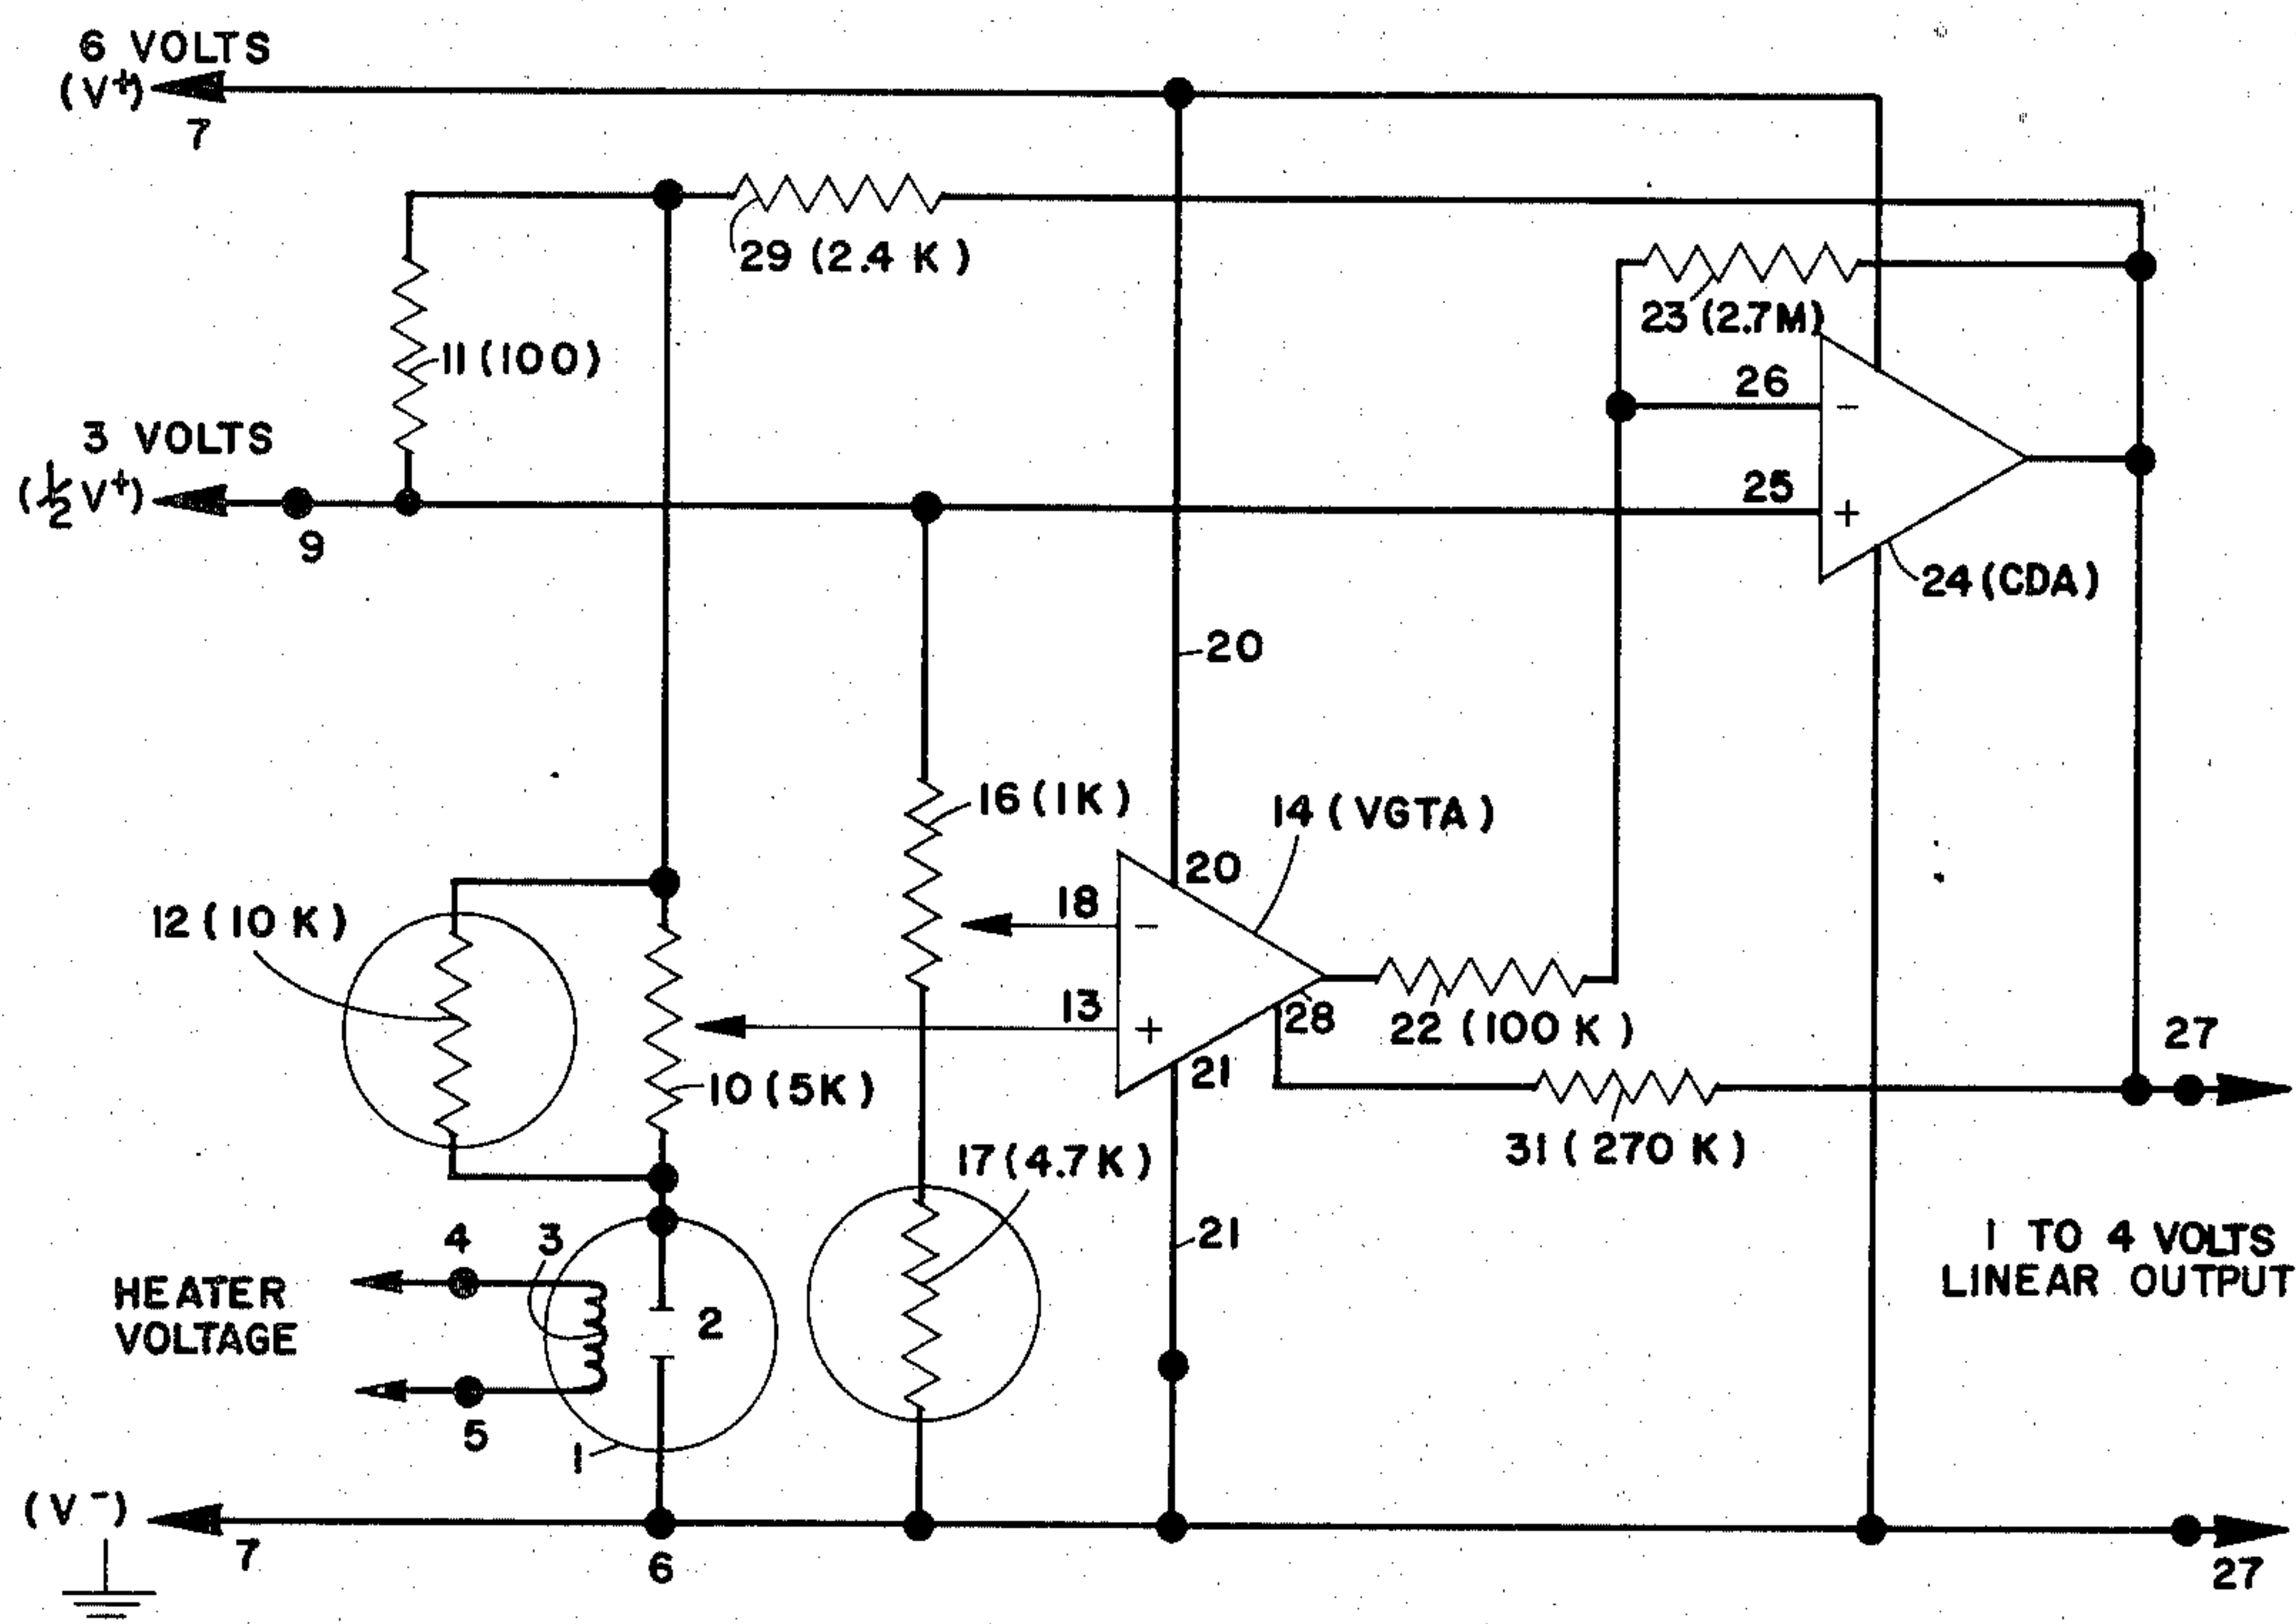 6 VOLTS
(V+)
7
29 (2.4 K)
23 (2.7M)
11 (100)
26
-
3 VOLTS
(½ V+)
9
25
+
24 (CDA)
20
16 (1K)
14 (VGTA)
20
12 (10 K)
18
-
13
+
28
22 (100 K)
27
21
10 (5K)
31 (270 K)
17 (4.7K)
4
3
21
1 TO 4 VOLTS
LINEAR OUTPUT
HEATER
VOLTAGE
2
5
1
(V-)
7
6
27